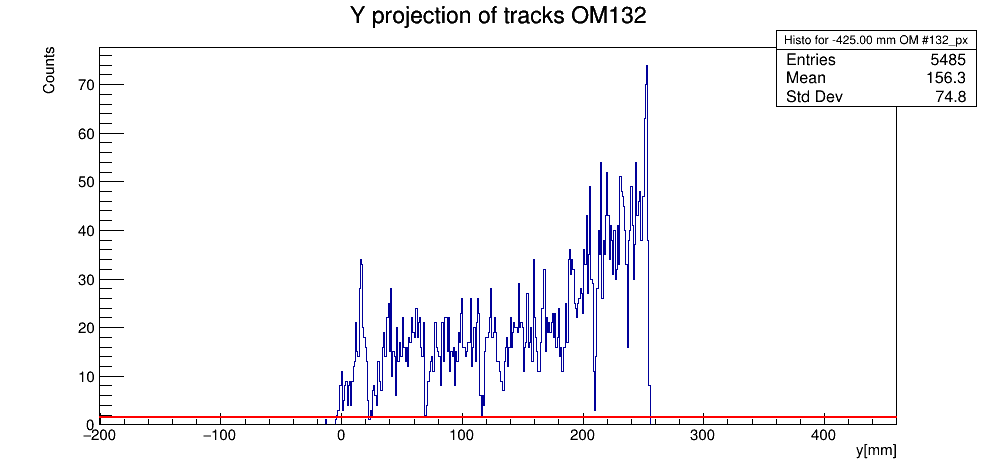 Y projection of tracks OM132
Histo for -425.00 mm OM #132_px
Entries 5485
Mean 156.3
Std Dev 74.8
Counts
70
60
50
40
30
20
10
0
−200 −100 0 100 200 300 400
y[mm]